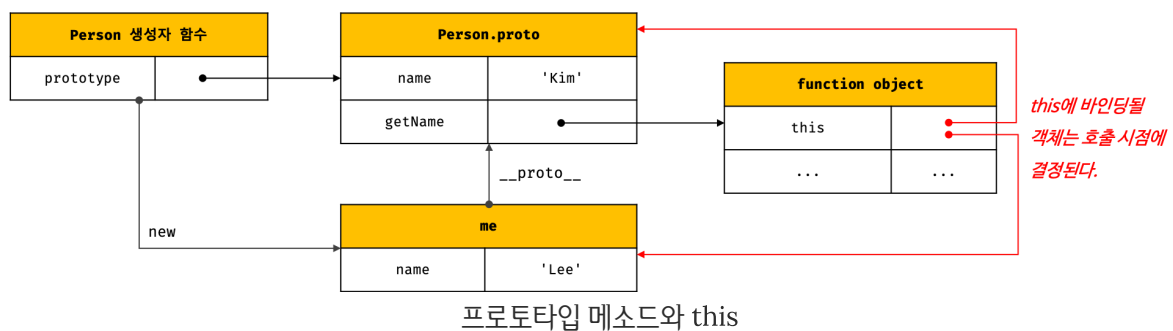 Person 생성자 함수
prototype
Person.proto
name 'Kim'
getName
function object
this
... ...
this에 바인딩될
객체는 호출 시점에
결정된다.
__proto__
new
me
name 'Lee'
프로토타입 메소드와 this